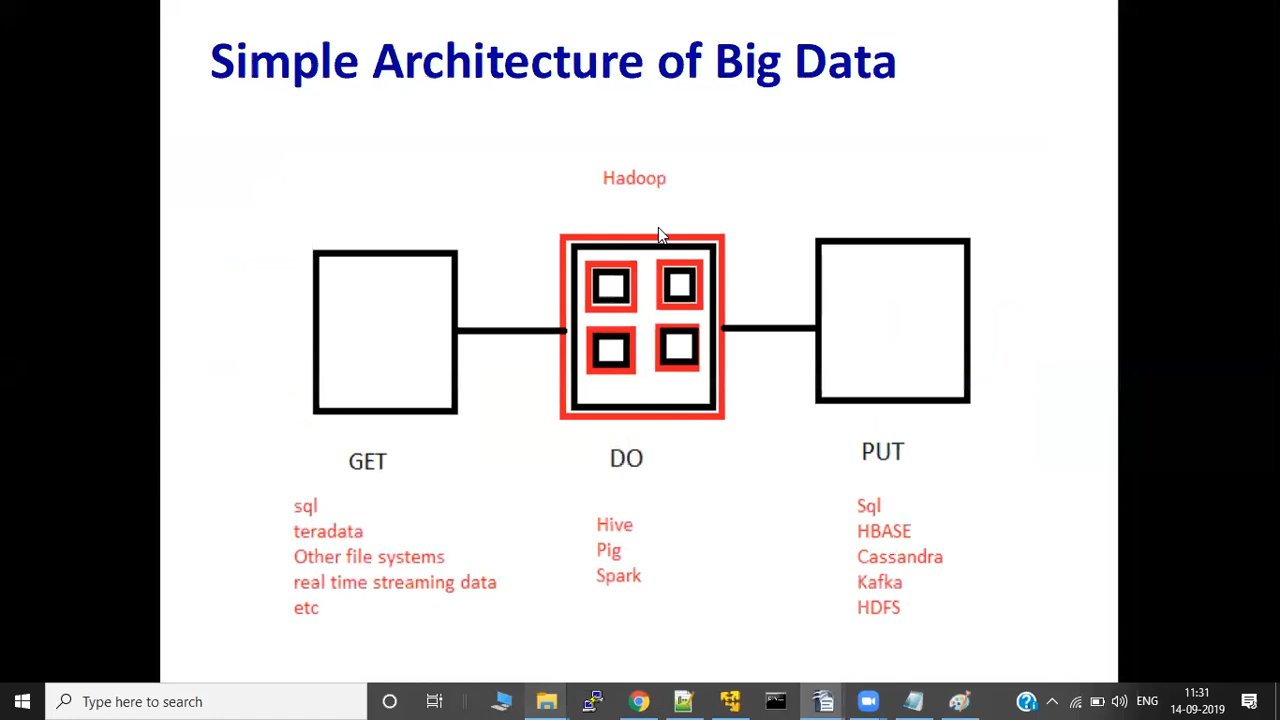 Simple Architecture of Big Data
Hadoop
GET
DO
PUT
sql
teradata
Other file systems
real time streaming data
etc
Hive
Pig
Spark
Sql
HBASE
Cassandra
Kafka
HDFS
Type here to search
ENG
11:31
14-09-2019